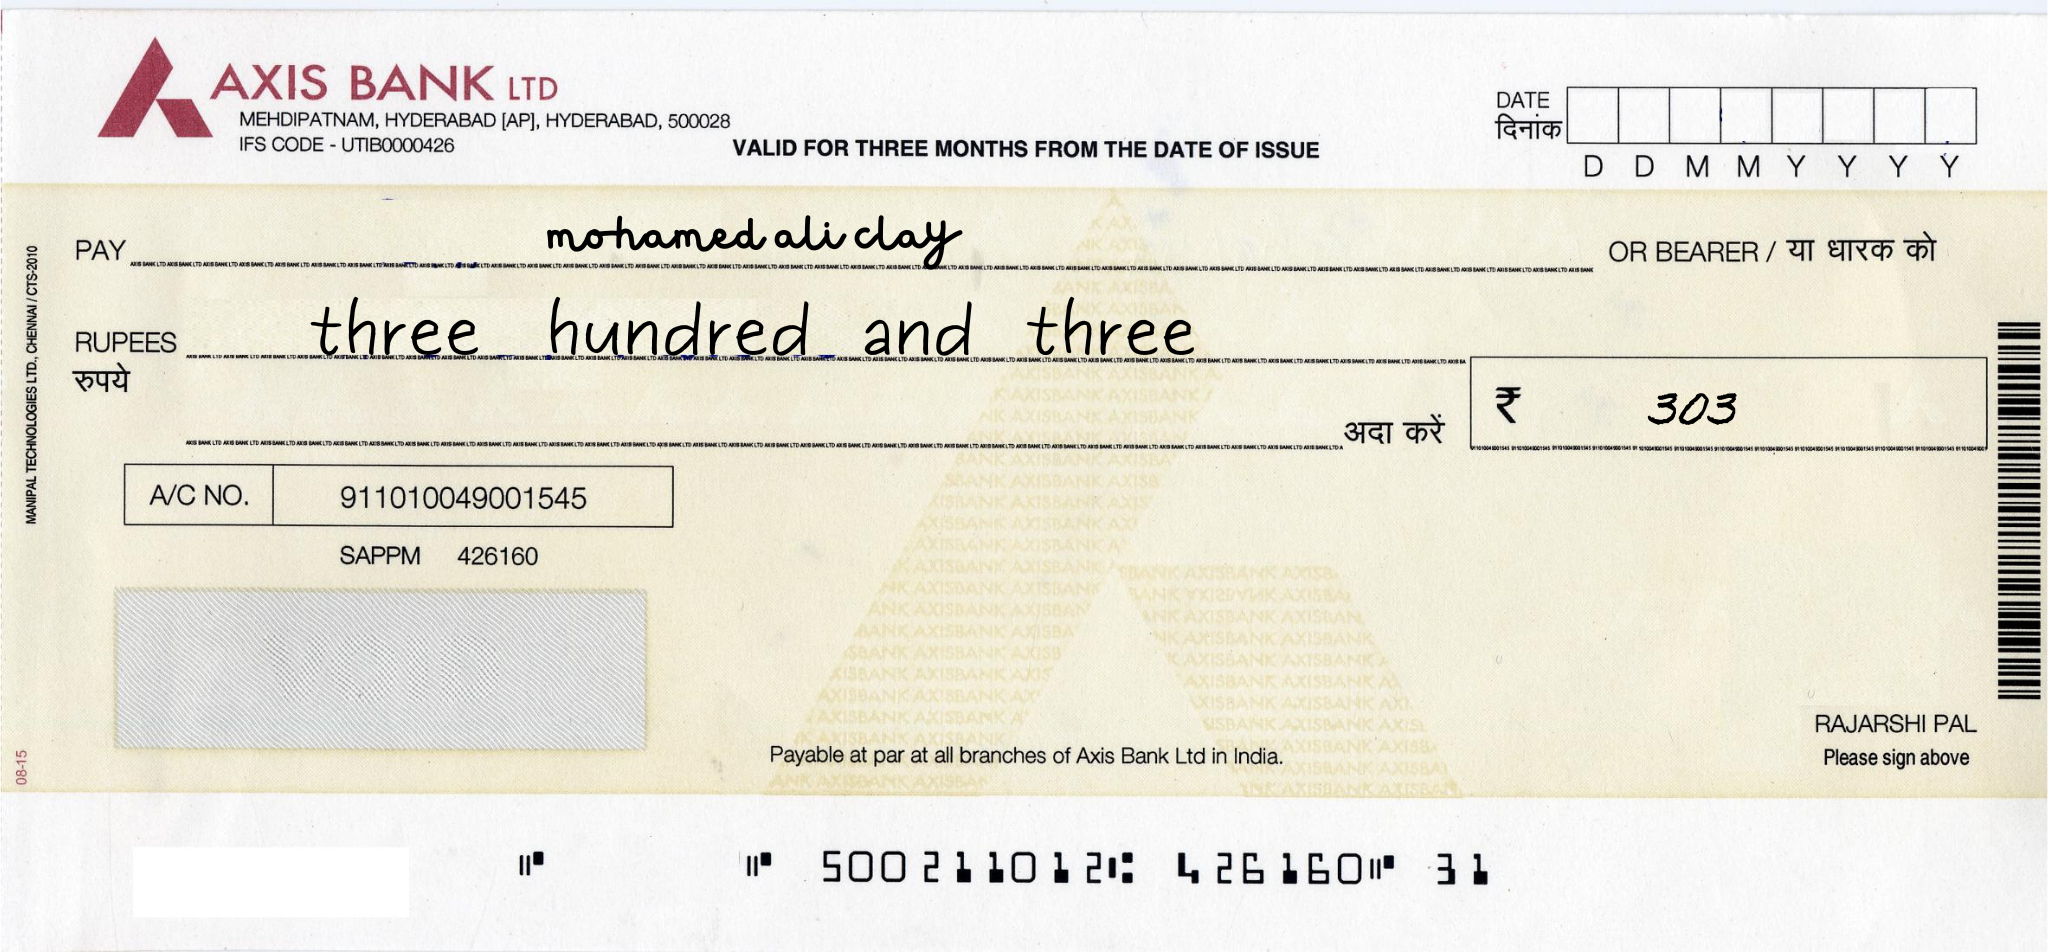 AXIS BANK LTD
MEHDIPATNAM, HYDERABAD [AP], HYDERABAD, 500028
IFS CODE - UTIB0000426
VALID FOR THREE MONTHS FROM THE DATE OF ISSUE
DATE
दिनांक
D D M M Y Y Y Y
PAY mohamed ali clay OR BEARER / या धारक को
RUPEES three hundred and three
रुपये
अदा करें ₹ 303
A/C NO. 911010049001545
SAPPM 426160
VOID
RAJARSHI PAL
Please sign above
Payable at par at all branches of Axis Bank Ltd in India.
MANIPAL TECHNOLOGIES LTD., CHENNAI / CTS-2010
08-15
⑈ ⑈ 500211012⑆ 426160⑈ 31